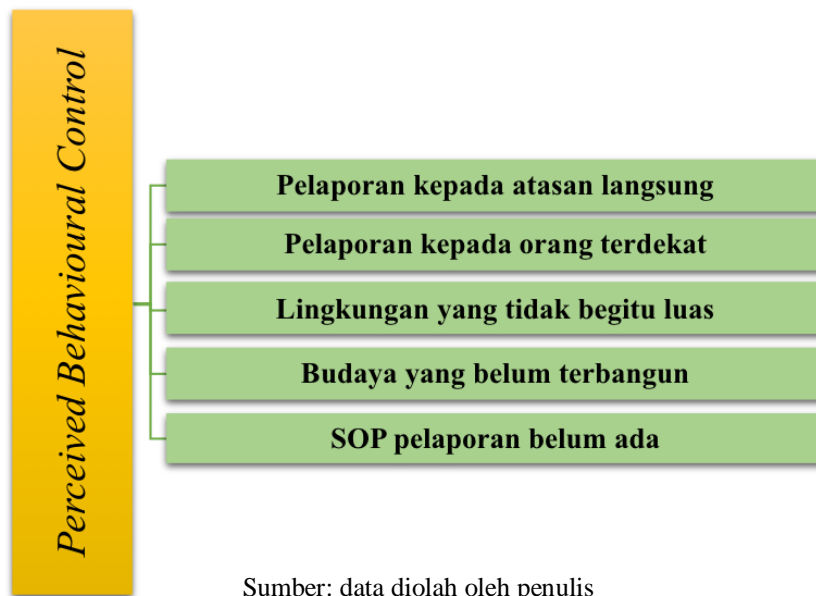 Perceived Behavioural Control
Pelaporan kepada atasan langsung
Pelaporan kepada orang terdekat
Lingkungan yang tidak begitu luas
Budaya yang belum terbangun
SOP pelaporan belum ada
Sumber: data diolah oleh penulis